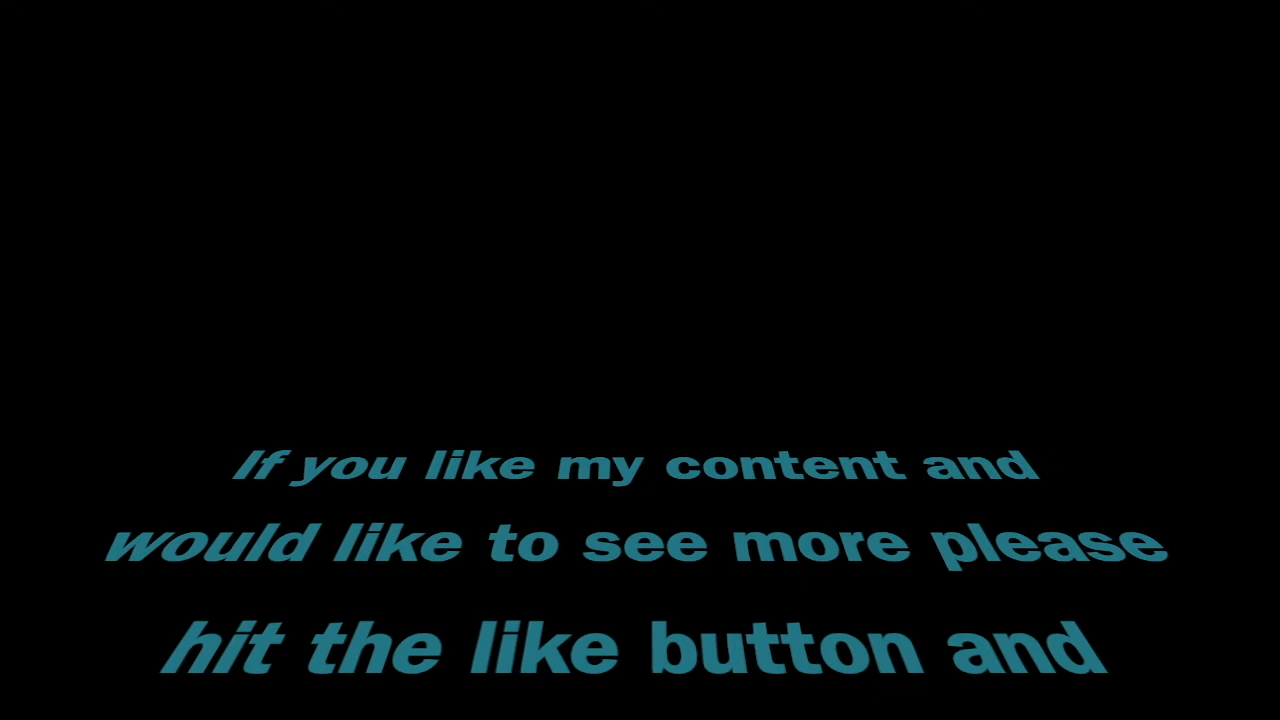 If you like my content and
would like to see more please
hit the like button and